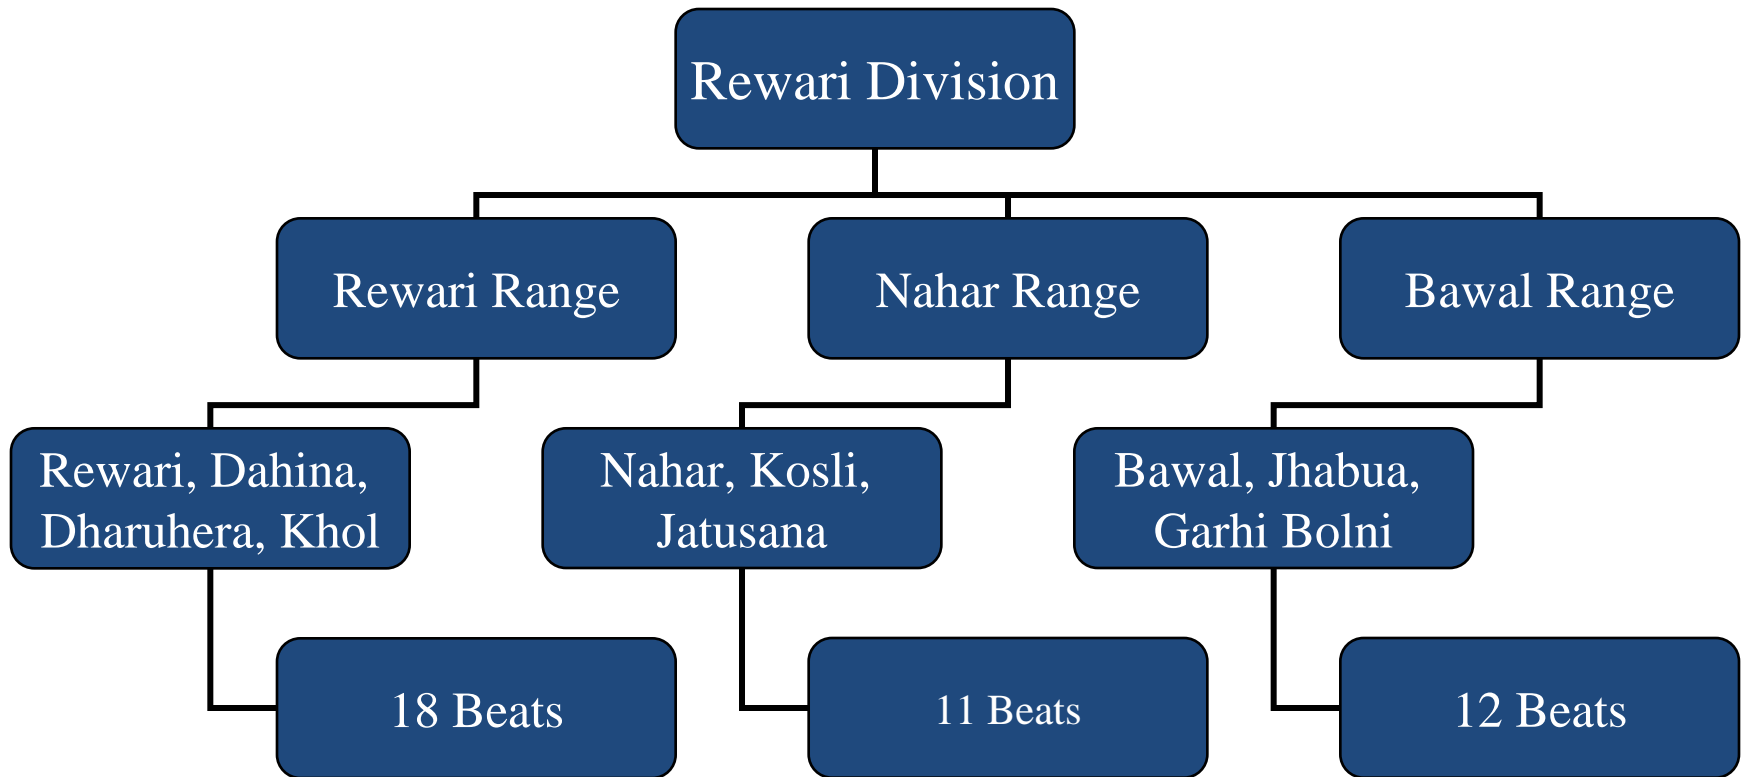 Rewari Division
Rewari Range
Nahar Range
Bawal Range
Rewari, Dahina,
Dharuhera, Khol
Nahar, Kosli,
Jatusana
Bawal, Jhabua,
Garhi Bolni
18 Beats
11 Beats
12 Beats